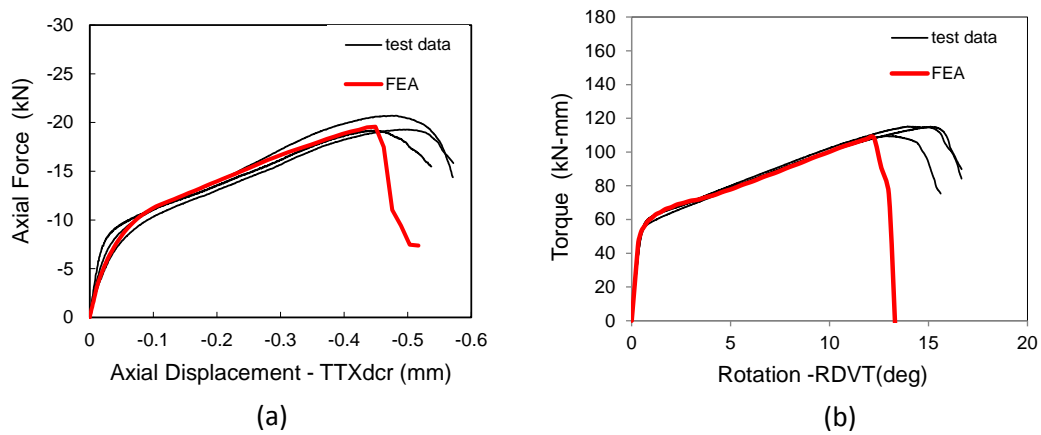 -30
-25
-20
-15
-10
-5
0
Axial Force (kN)
test data
FEA
0 -0.1 -0.2 -0.3 -0.4 -0.5 -0.6
Axial Displacement - TTXdcr (mm)
(a)
180
160
140
120
100
80
60
40
20
0
Torque (kN-mm)
test data
FEA
0 5 10 15 20
Rotation -RDVT(deg)
(b)